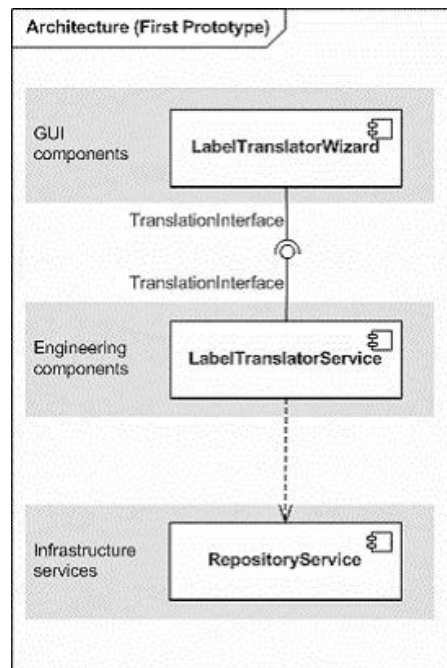 Architecture (First Prototype)
GUI
components
LabelTranslatorWizard
TranslationInterface
TranslationInterface
Engineering
components
LabelTranslatorService
Infrastructure
services
RepositoryService